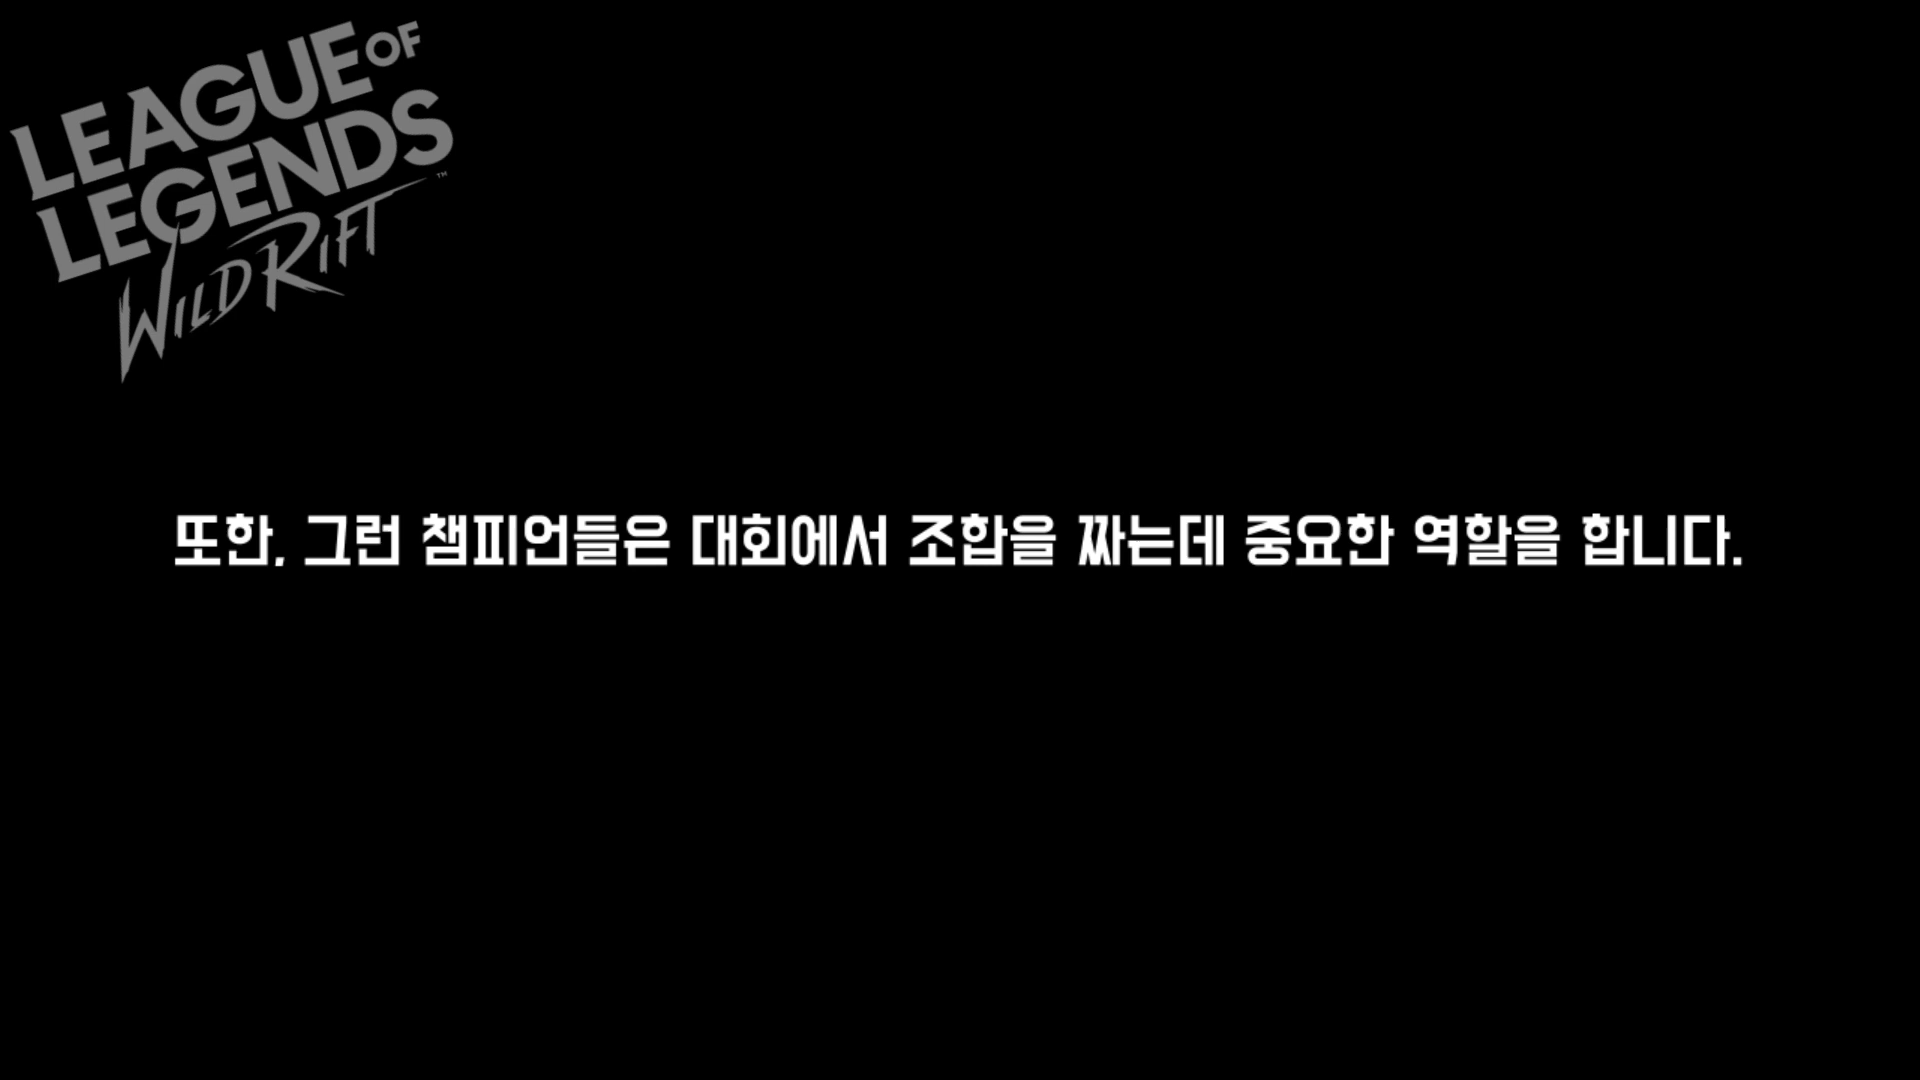 LEAGUE OF
LEGENDS™
WILD RIFT
또한, 그런 챔피언들은 대회에서 조합을 짜는데 중요한 역할을 합니다.